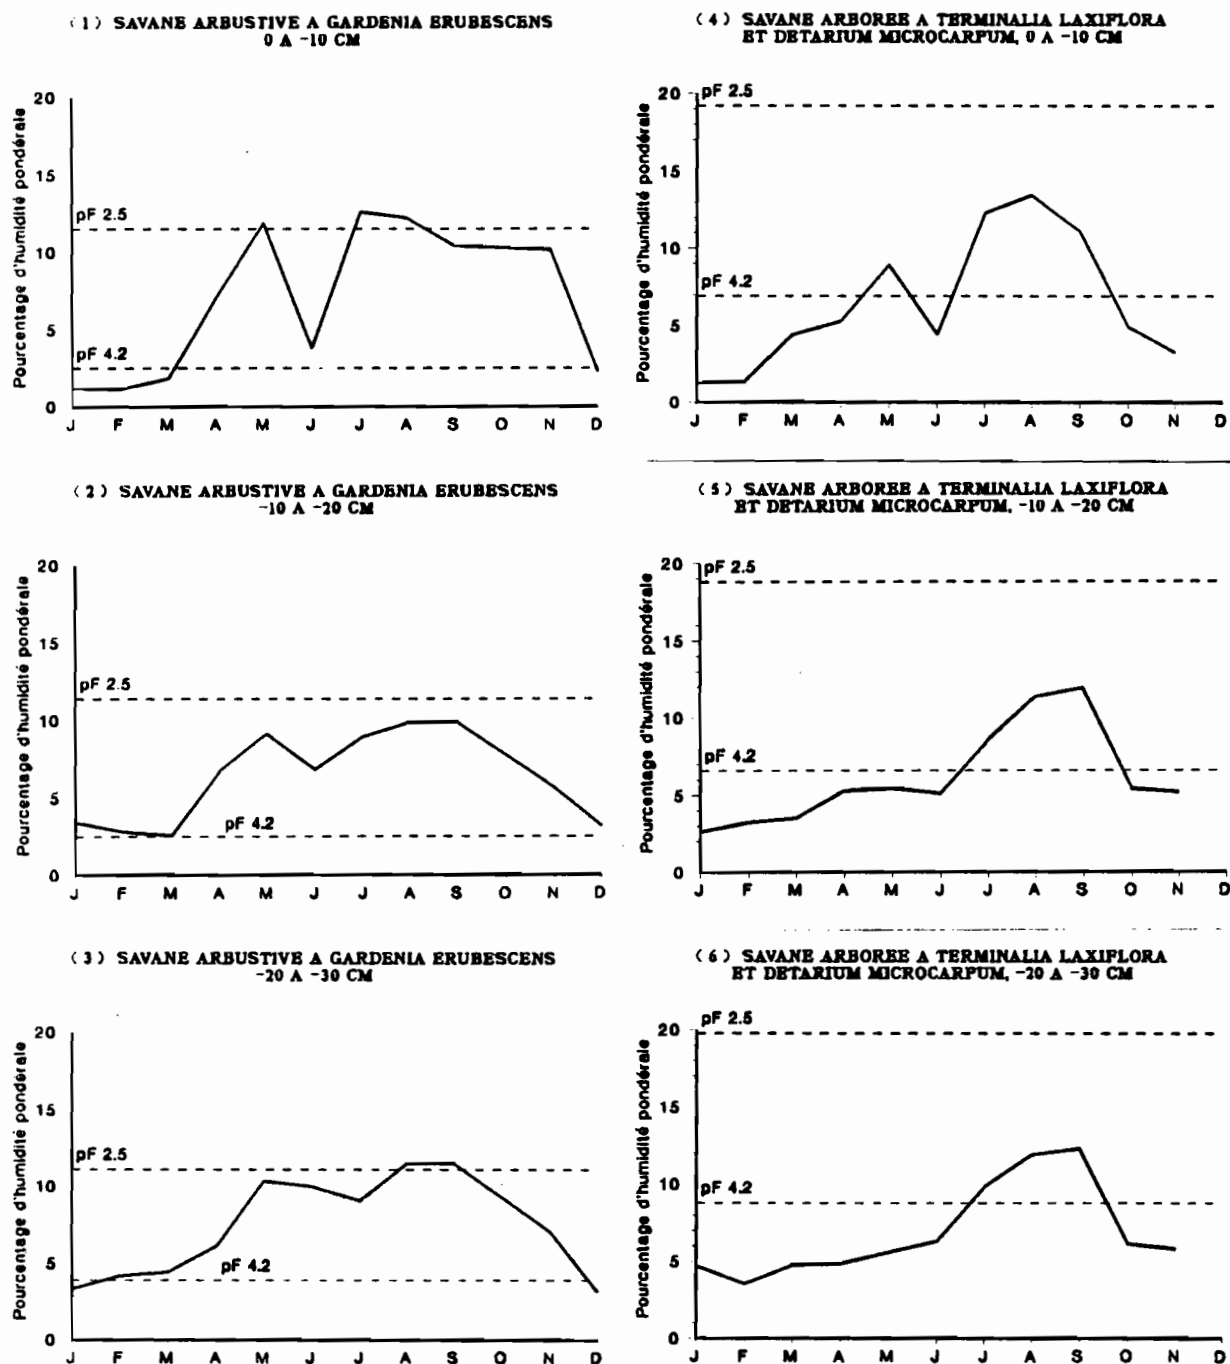 (1) SAVANE ARBUSTIVE A GARDENIA ERUBESCENS
0 A -10 CM
Pourcentage d'humidité pondérale
20
15
10
5
0
pF 2.5
pF 4.2
J F M A M J J A S O N D
(2) SAVANE ARBUSTIVE A GARDENIA ERUBESCENS
-10 A -20 CM
Pourcentage d'humidité pondérale
20
15
10
5
0
pF 2.5
pF 4.2
J F M A M J J A S O N D
(3) SAVANE ARBUSTIVE A GARDENIA ERUBESCENS
-20 A -30 CM
Pourcentage d'humidité pondérale
20
15
10
5
0
pF 2.5
pF 4.2
J F M A M J J A S O N D
(4) SAVANE ARBOREE A TERMINALIA LAXIFLORA
ET DETARIUM MICROCARPUM, 0 A -10 CM
Pourcentage d'humidité pondérale
20
15
10
5
0
pF 2.5
pF 4.2
J F M A M J J A S O N D
(5) SAVANE ARBOREE A TERMINALIA LAXIFLORA
ET DETARIUM MICROCARPUM, -10 A -20 CM
Pourcentage d'humidité pondérale
20
15
10
5
0
pF 2.5
pF 4.2
J F M A M J J A S O N D
(6) SAVANE ARBOREE A TERMINALIA LAXIFLORA
ET DETARIUM MICROCARPUM, -20 A -30 CM
Pourcentage d'humidité pondérale
20
15
10
5
0
pF 2.5
pF 4.2
J F M A M J J A S O N D